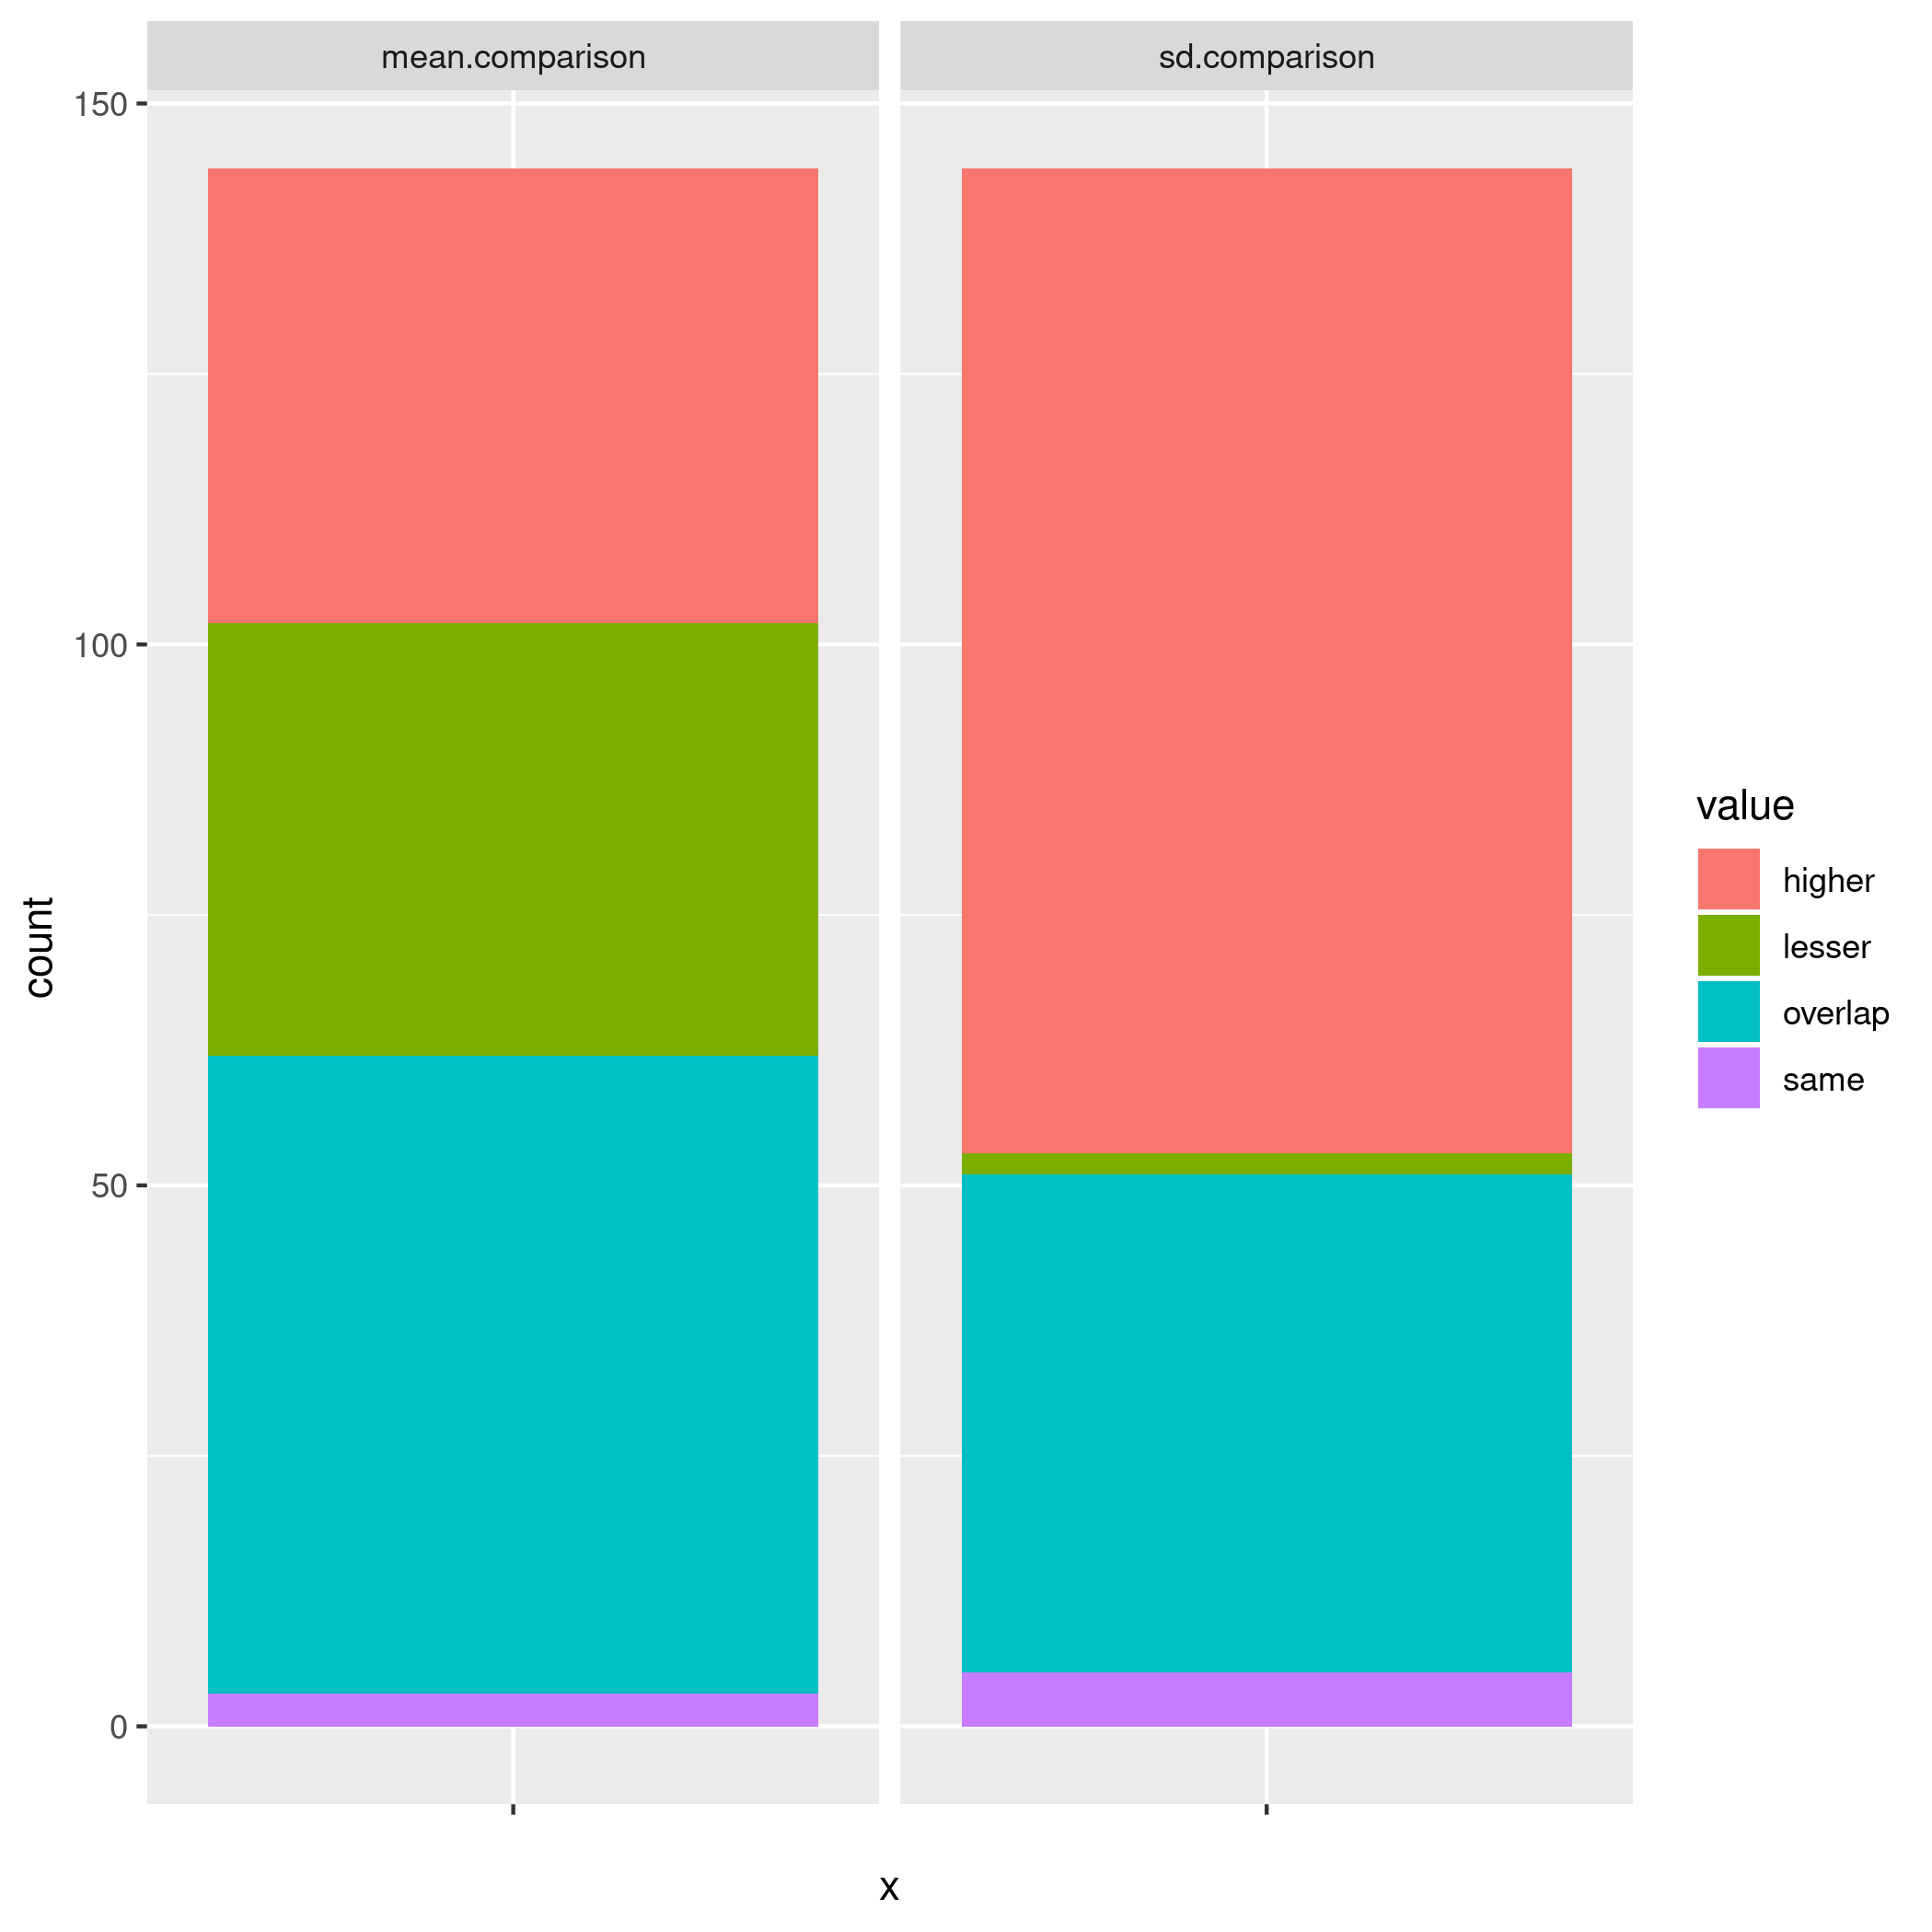 mean.comparison
sd.comparison
150
100
50
0
count
x
value
higher
lesser
overlap
same